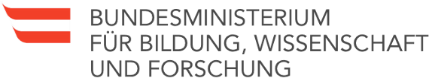 BUNDESMINISTERIUM
FÜR BILDUNG, WISSENSCHAFT
UND FORSCHUNG